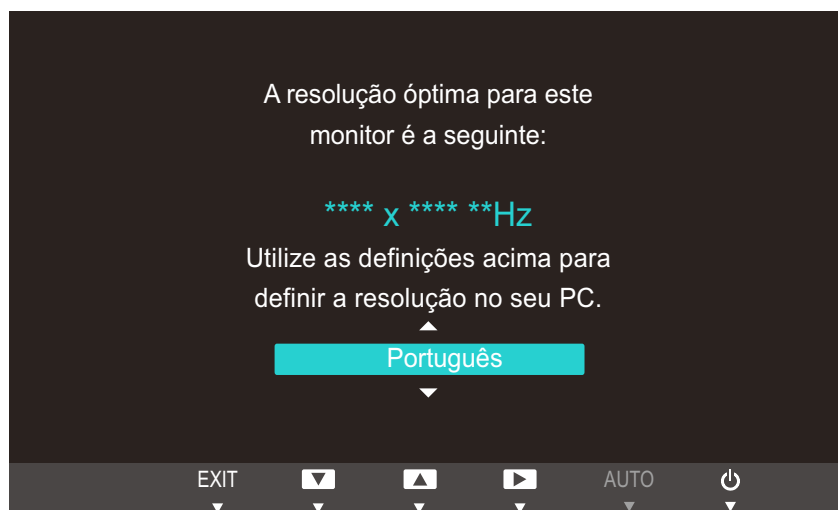 A resolução óptima para este
monitor é a seguinte:
**** x **** **Hz
Utilize as definições acima para
definir a resolução no seu PC.
Português
EXIT
AUTO